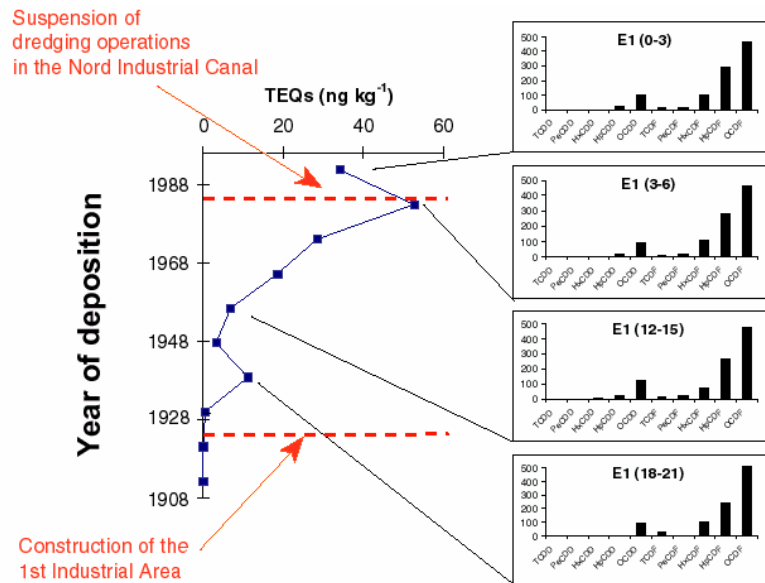 Suspension of
dredging operations
in the Nord Industrial Canal
TEQs (ng kg⁻¹)
0 20 40 60
Year of deposition
1988
1968
1948
1928
1908
Construction of the
1st Industrial Area
E1 (0-3)
500
400
300
200
100
0
TCDD PeCDD HxCDD HpCDD OCDD TCDF PeCDF HxCDF HpCDF OCDF
E1 (3-6)
500
400
300
200
100
0
TCDD PeCDD HxCDD HpCDD OCDD TCDF PeCDF HxCDF HpCDF OCDF
E1 (12-15)
500
400
300
200
100
0
TCDD PeCDD HxCDD HpCDD OCDD TCDF PeCDF HxCDF HpCDF OCDF
E1 (18-21)
500
400
300
200
100
0
TCDD PeCDD HxCDD HpCDD OCDD TCDF PeCDF HxCDF HpCDF OCDF